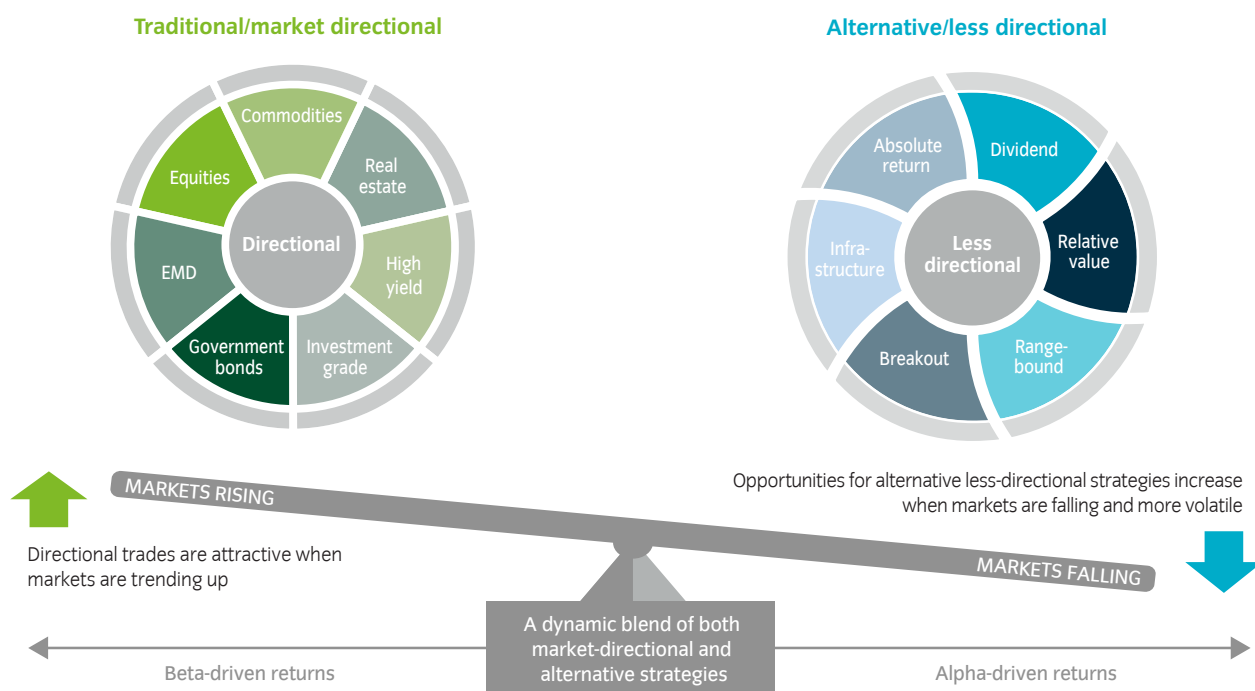 Traditional/market directional
Alternative/less directional
Commodities
Real
estate
High
yield
Investment
grade
Government
bonds
EMD
Equities
Directional
Dividend
Relative
value
Range-
bound
Breakout
Infra-
structure
Absolute
return
Less
directional
MARKETS RISING
Directional trades are attractive when
markets are trending up
Opportunities for alternative less-directional strategies increase
when markets are falling and more volatile
MARKETS FALLING
A dynamic blend of both
market-directional and
alternative strategies
Beta-driven returns
Alpha-driven returns